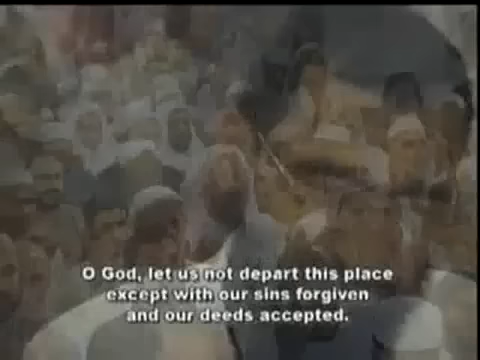 O God, let us not depart this place
except with our sins forgiven
and our deeds accepted.